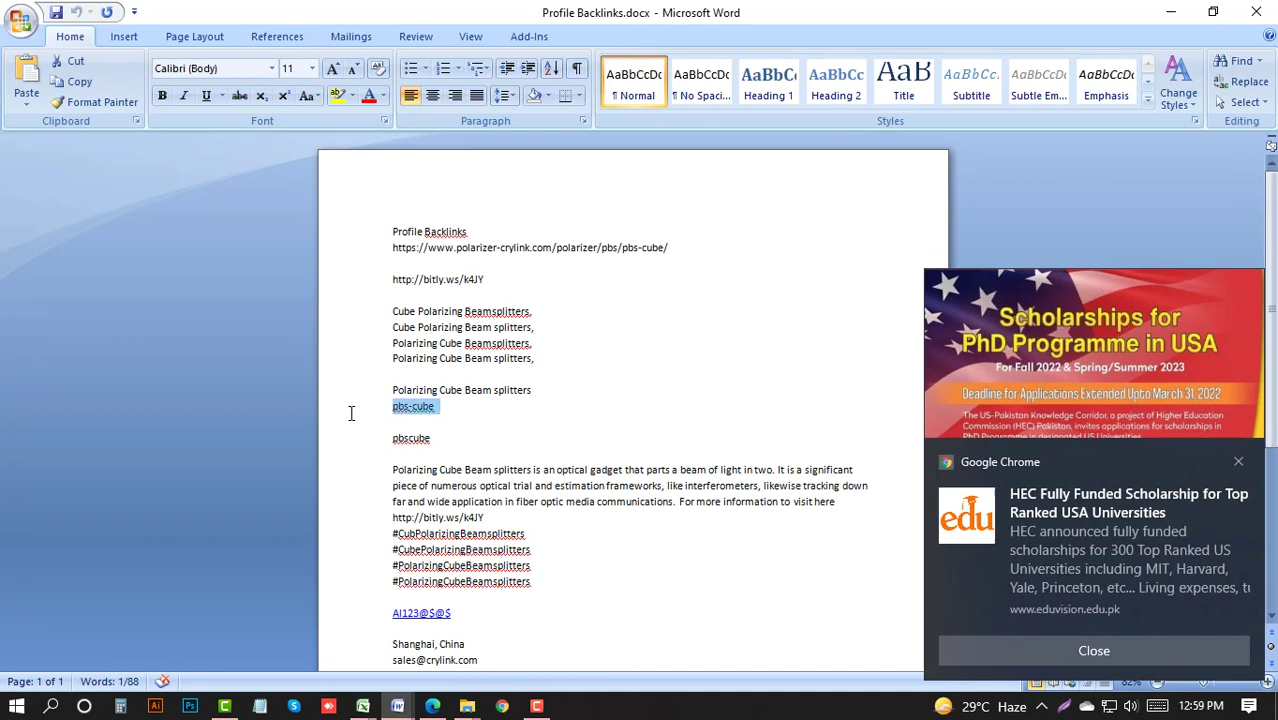 Profile Backlinks.docx - Microsoft Word
Home Insert Page Layout References Mailings Review View Add-Ins
Paste
Cut
Copy
Format Painter
Clipboard
Calibri (Body) 11
Font
Paragraph
AaBbCcDc
¶ Normal
AaBbCcDc
¶ No Spaci...
AaBbC
Heading 1
AaBbCc
Heading 2
AaB
Title
AaBbCc
Subtitle
AaBbCcDc
Subtle Em...
AaBbCcDc
Emphasis
Change
Styles
Styles
Find
Replace
Select
Editing
Profile Backlinks
https://www.polarizer-crylink.com/polarizer/pbs/pbs-cube/
http://bitly.ws/k4JY
Cube Polarizing Beamsplitters,
Cube Polarizing Beam splitters,
Polarizing Cube Beamsplitters,
Polarizing Cube Beam splitters,
Polarizing Cube Beam splitters
pbs-cube
pbscube
Polarizing Cube Beam splitters is an optical gadget that parts a beam of light in two. It is a significant
piece of numerous optical trial and estimation frameworks, like interferometers, likewise tracking down
far and wide application in fiber optic media communications. For more information to visit here
http://bitly.ws/k4JY
#CubPolarizingBeamsplitters
#CubePolarizingBeamsplitters
#PolarizingCubeBeamsplitters
#PolarizingCubeBeamsplitters
AI123@$@$
Shanghai, China
sales@crylink.com
Scholarships for
PhD Programme in USA
For Fall 2022 & Spring/Summer 2023
Deadline for Applications Extended Upto March 31, 2022
The US-Pakistan Knowledge Corridor, a project of Higher Education
Commission (HEC) Pakistan, invites applications for scholarships in
PhD Programme in designated US Universities.
Google Chrome
edu
HEC Fully Funded Scholarship for Top
Ranked USA Universities
HEC announced fully funded
scholarships for 300 Top Ranked US
Universities including MIT, Harvard,
Yale, Princeton, etc... Living expenses, tu
www.eduvision.edu.pk
Close
Page: 1 of 1 Words: 1/88
82%
29°C Haze 12:59 PM